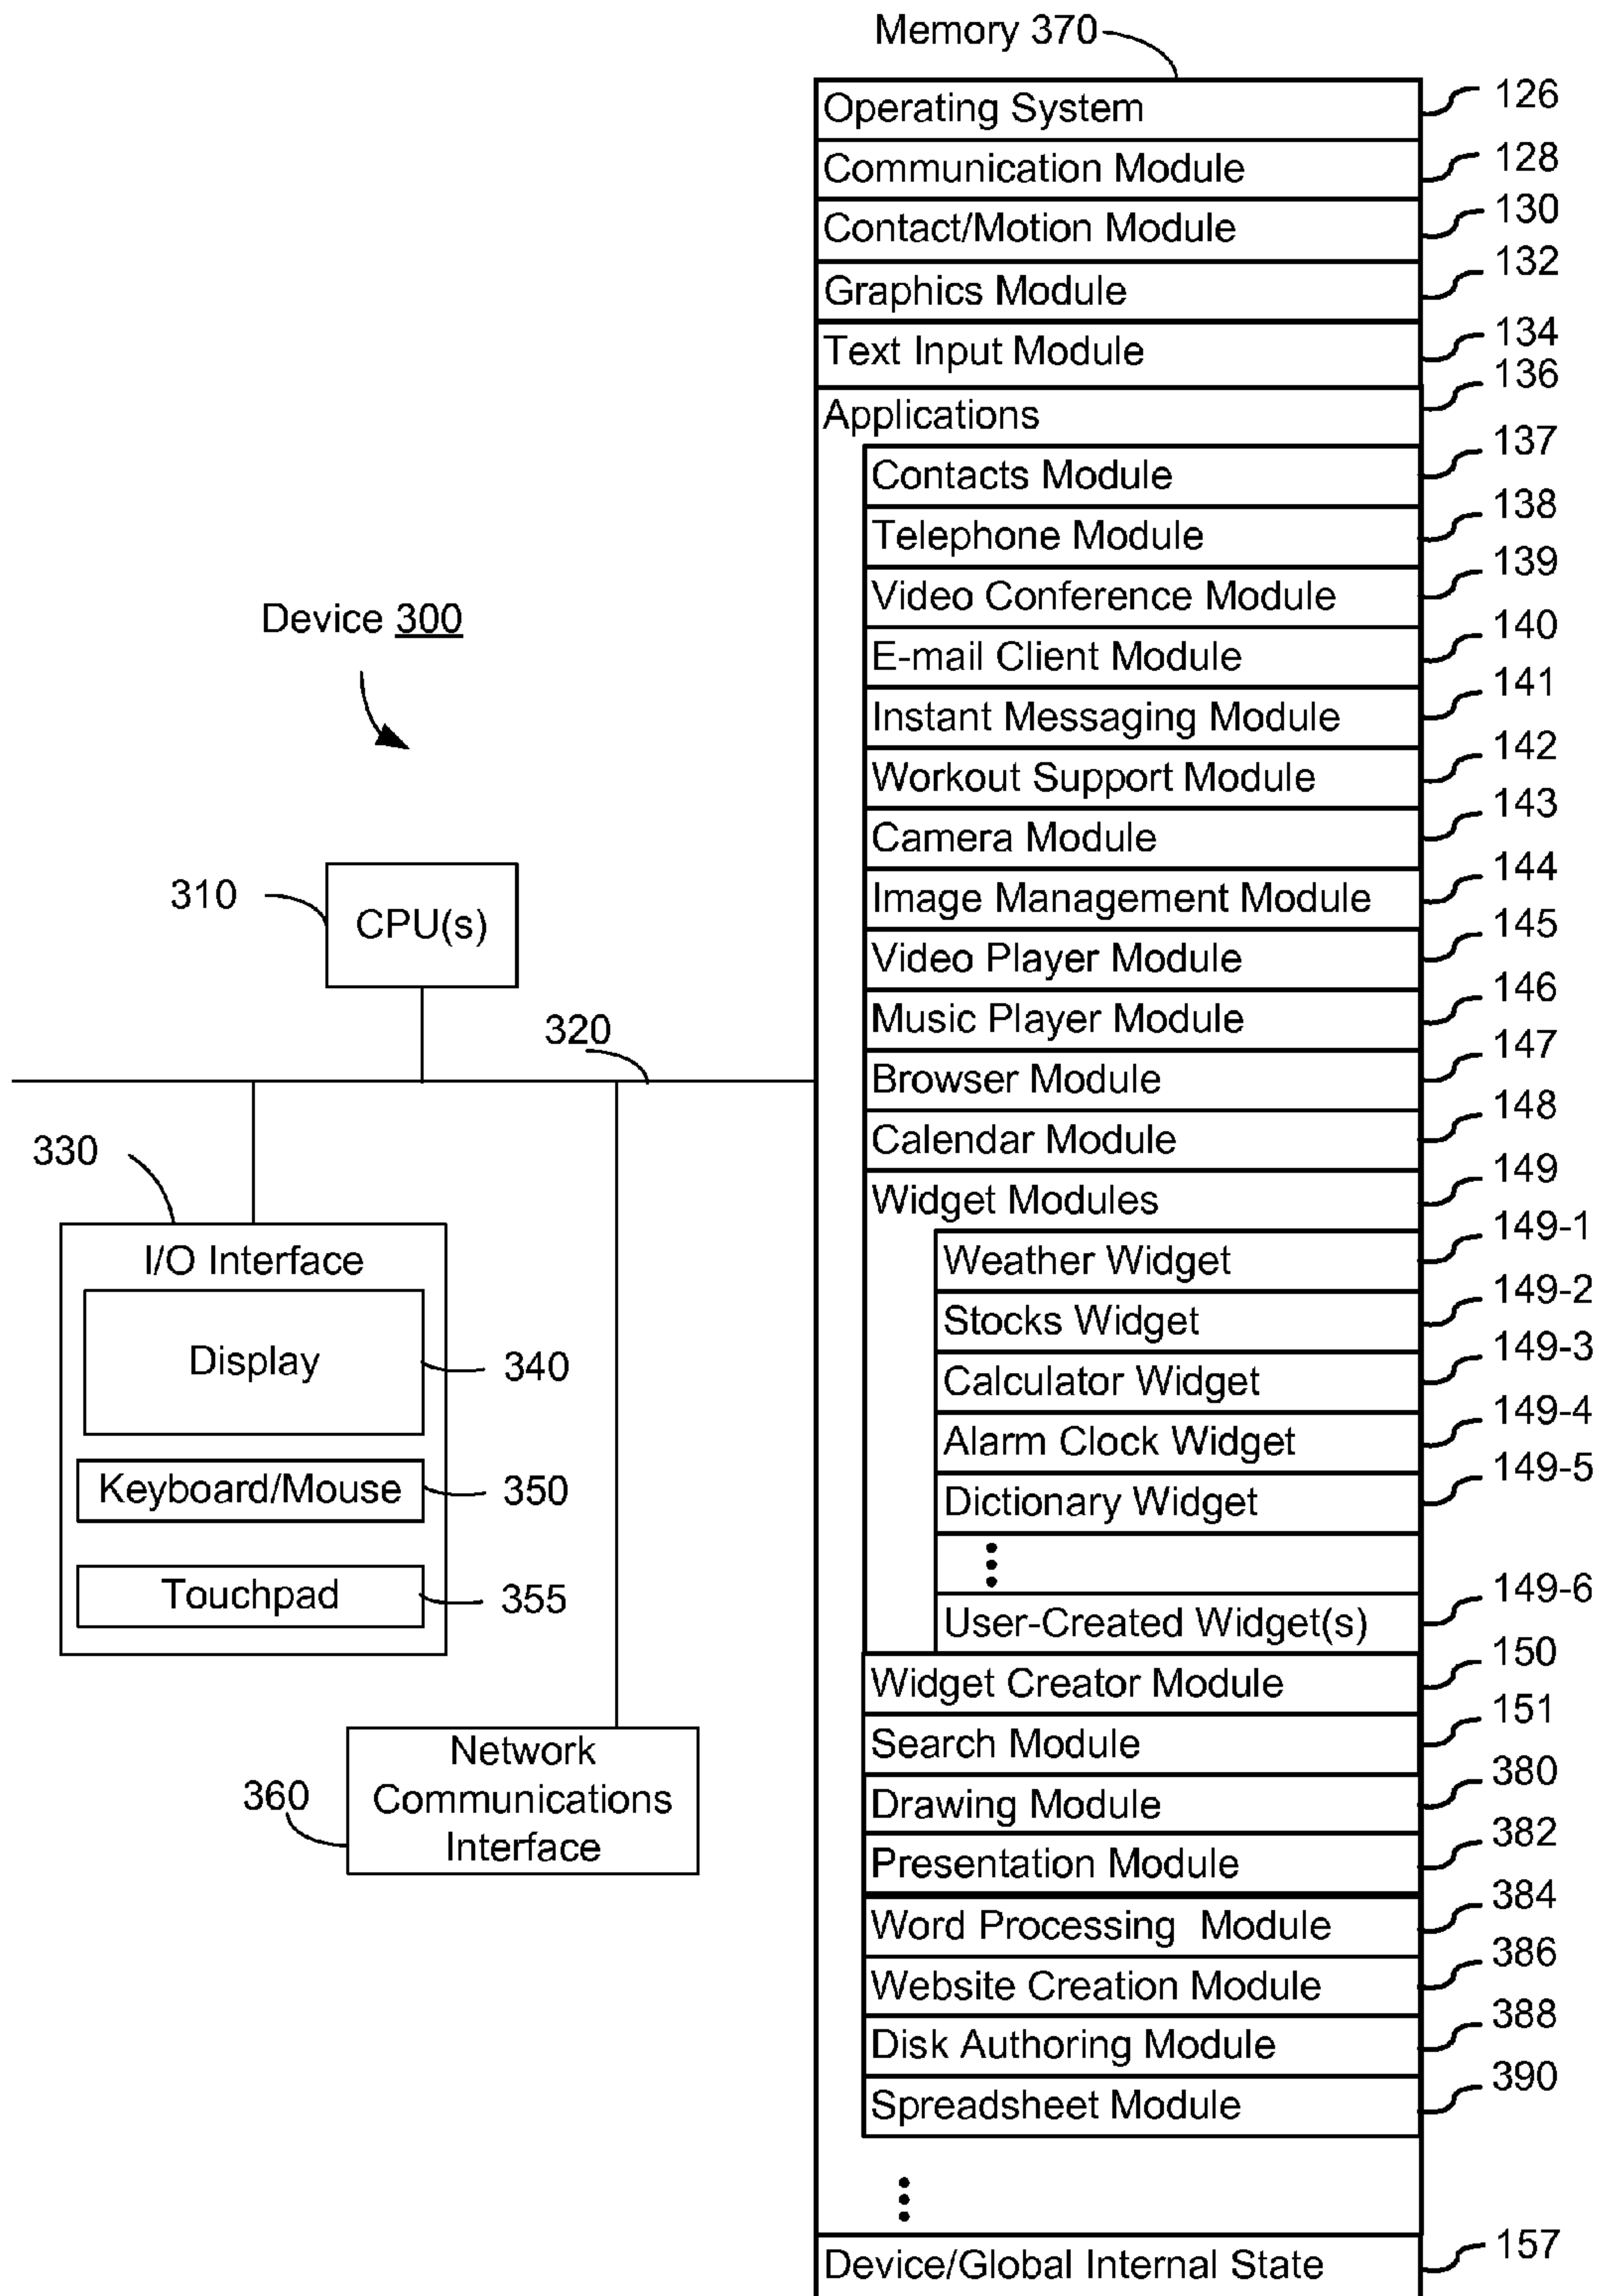 Memory 370
Operating System 126
Communication Module 128
Contact/Motion Module 130
Graphics Module 132
Text Input Module 134
Applications 136
Contacts Module 137
Telephone Module 138
Video Conference Module 139
E-mail Client Module 140
Instant Messaging Module 141
Workout Support Module 142
Camera Module 143
Image Management Module 144
Video Player Module 145
Music Player Module 146
Browser Module 147
Calendar Module 148
Widget Modules 149
Weather Widget 149-1
Stocks Widget 149-2
Calculator Widget 149-3
Alarm Clock Widget 149-4
Dictionary Widget 149-5
User-Created Widget(s) 149-6
Widget Creator Module 150
Search Module 151
Drawing Module 380
Presentation Module 382
Word Processing Module 384
Website Creation Module 386
Disk Authoring Module 388
Spreadsheet Module 390
Device/Global Internal State 157
Device 300
310
CPU(s)
320
330
I/O Interface
Display 340
Keyboard/Mouse 350
Touchpad 355
360
Network
Communications
Interface